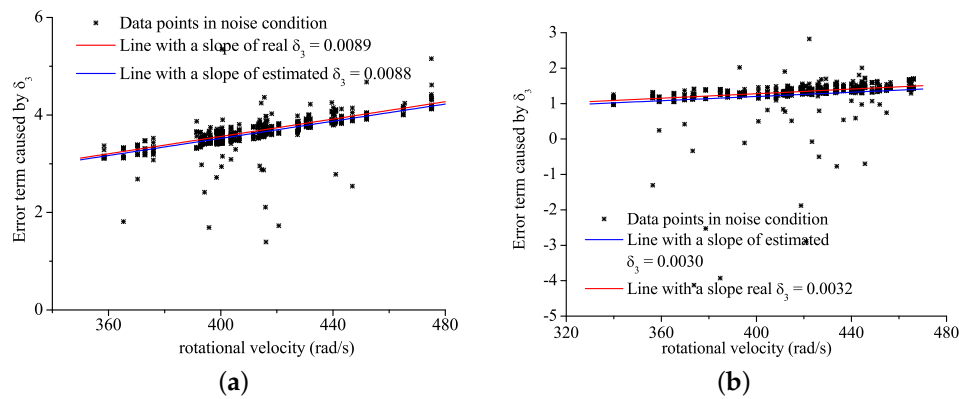 6
4
2
0
Error term caused by δ3
Data points in noise condition
Line with a slope of real δ3 = 0.0089
Line with a slope of estimated δ3 = 0.0088
360 400 440 480
rotational velocity (rad/s)
(a)
3
2
1
0
-1
-2
-3
-4
-5
Error term caused by δ3
Data points in noise condition
Line with a slope of estimated
δ3 = 0.0030
Line with a slope real δ3 = 0.0032
320 360 400 440 480
rotational velocity (rad/s)
(b)